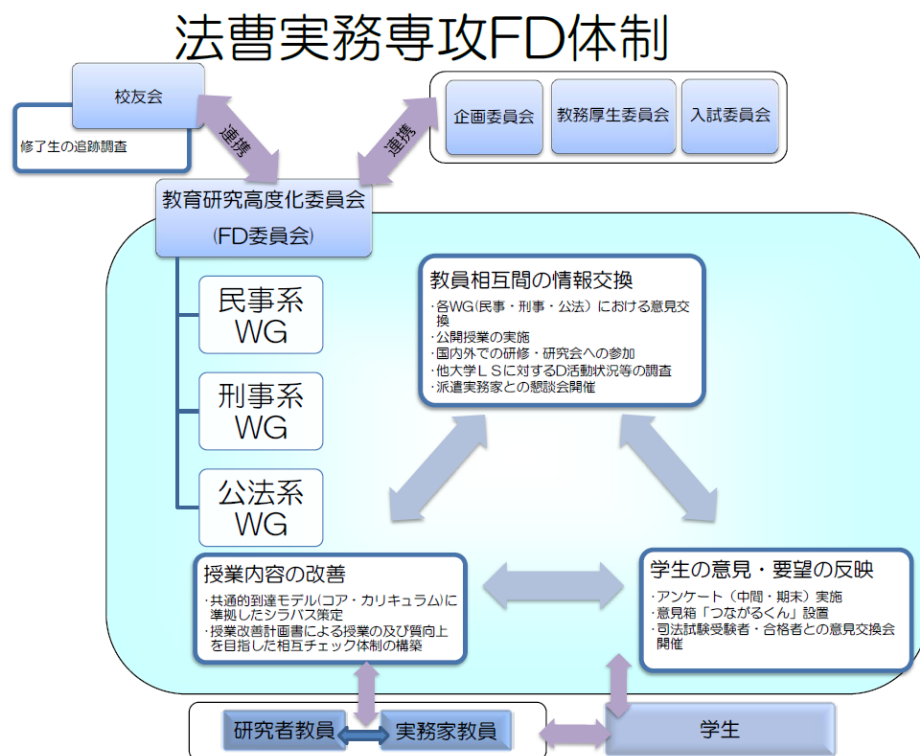 法曹実務専攻FD体制
校友会
修了生の追跡調査
連携
連携
企画委員会
教務厚生委員会
入試委員会
教育研究高度化委員会
(FD委員会)
民事系
WG
刑事系
WG
公法系
WG
教員相互間の情報交換
・各WG(民事・刑事・公法）における意見交
換
・公開授業の実施
・国内外での研修・研究会への参加
・他大学ＬＳに対するD活動状況等の調査
・派遣実務家との懇談会開催
授業内容の改善
・共通的到達モデル(コア・カリキュラム)に
準拠したシラバス策定
・授業改善計画書による授業の及び質向上
を目指した相互チェック体制の構築
学生の意見・要望の反映
・アンケート（中間・期末）実施
・意見箱「つながるくん」設置
・司法試験受験者・合格者との意見交換会
開催
研究者教員
実務家教員
学生